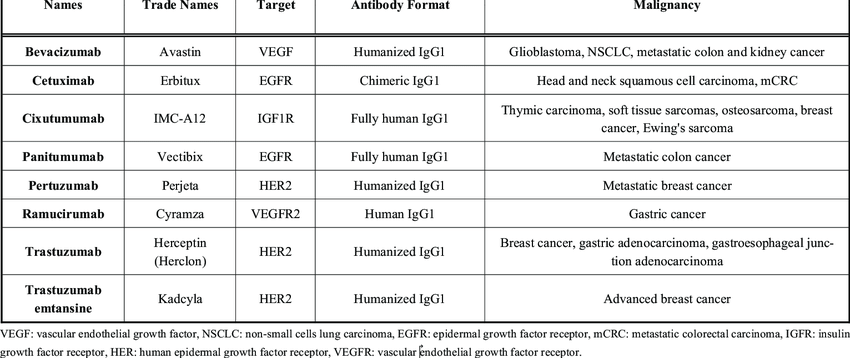 Names Trade Names Target Antibody Format Malignancy
Bevacizumab Avastin VEGF Humanized IgG1 Glioblastoma, NSCLC, metastatic colon and kidney cancer
Cetuximab Erbitux EGFR Chimeric IgG1 Head and neck squamous cell carcinoma, mCRC
Cixutumumab IMC-A12 IGF1R Fully human IgG1 Thymic carcinoma, soft tissue sarcomas, osteosarcoma, breast
cancer, Ewing's sarcoma
Panitumumab Vectibix EGFR Fully human IgG1 Metastatic colon cancer
Pertuzumab Perjeta HER2 Humanized IgG1 Metastatic breast cancer
Ramucirumab Cyramza VEGFR2 Human IgG1 Gastric cancer
Trastuzumab Herceptin
(Herclon) HER2 Humanized IgG1 Breast cancer, gastric adenocarcinoma, gastroesophageal junc-
tion adenocarcinoma
Trastuzumab
emtansine Kadcyla HER2 Humanized IgG1 Advanced breast cancer
VEGF: vascular endothelial growth factor, NSCLC: non-small cells lung carcinoma, EGFR: epidermal growth factor receptor, mCRC: metastatic colorectal carcinoma, IGFR: insulin
growth factor receptor, HER: human epidermal growth factor receptor, VEGFR: vascular endothelial growth factor receptor.